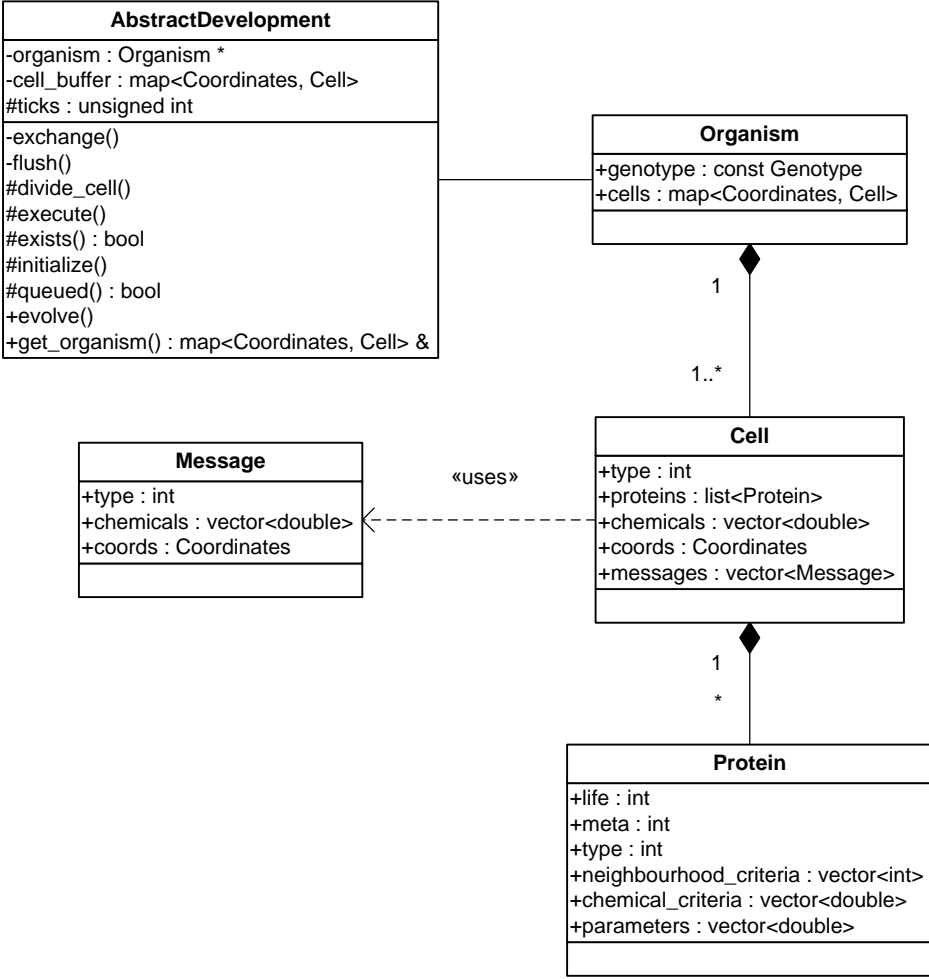 AbstractDevelopment
-organism : Organism *
-cell_buffer : map<Coordinates, Cell>
#ticks : unsigned int
-exchange()
-flush()
#divide_cell()
#execute()
#exists() : bool
#initialize()
#queued() : bool
+evolve()
+get_organism() : map<Coordinates, Cell> &
Organism
+genotype : const Genotype
+cells : map<Coordinates, Cell>
1
1..*
Message
+type : int
+chemicals : vector<double>
+coords : Coordinates
«uses»
Cell
+type : int
+proteins : list<Protein>
+chemicals : vector<double>
+coords : Coordinates
+messages : vector<Message>
1
*
Protein
+life : int
+meta : int
+type : int
+neighbourhood_criteria : vector<int>
+chemical_criteria : vector<double>
+parameters : vector<double>